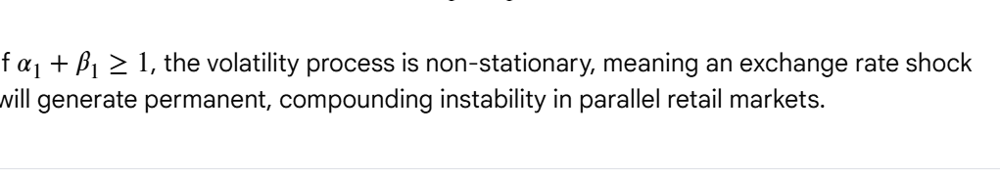 f α₁ + β₁ ≥ 1, the volatility process is non-stationary, meaning an exchange rate shock
will generate permanent, compounding instability in parallel retail markets.